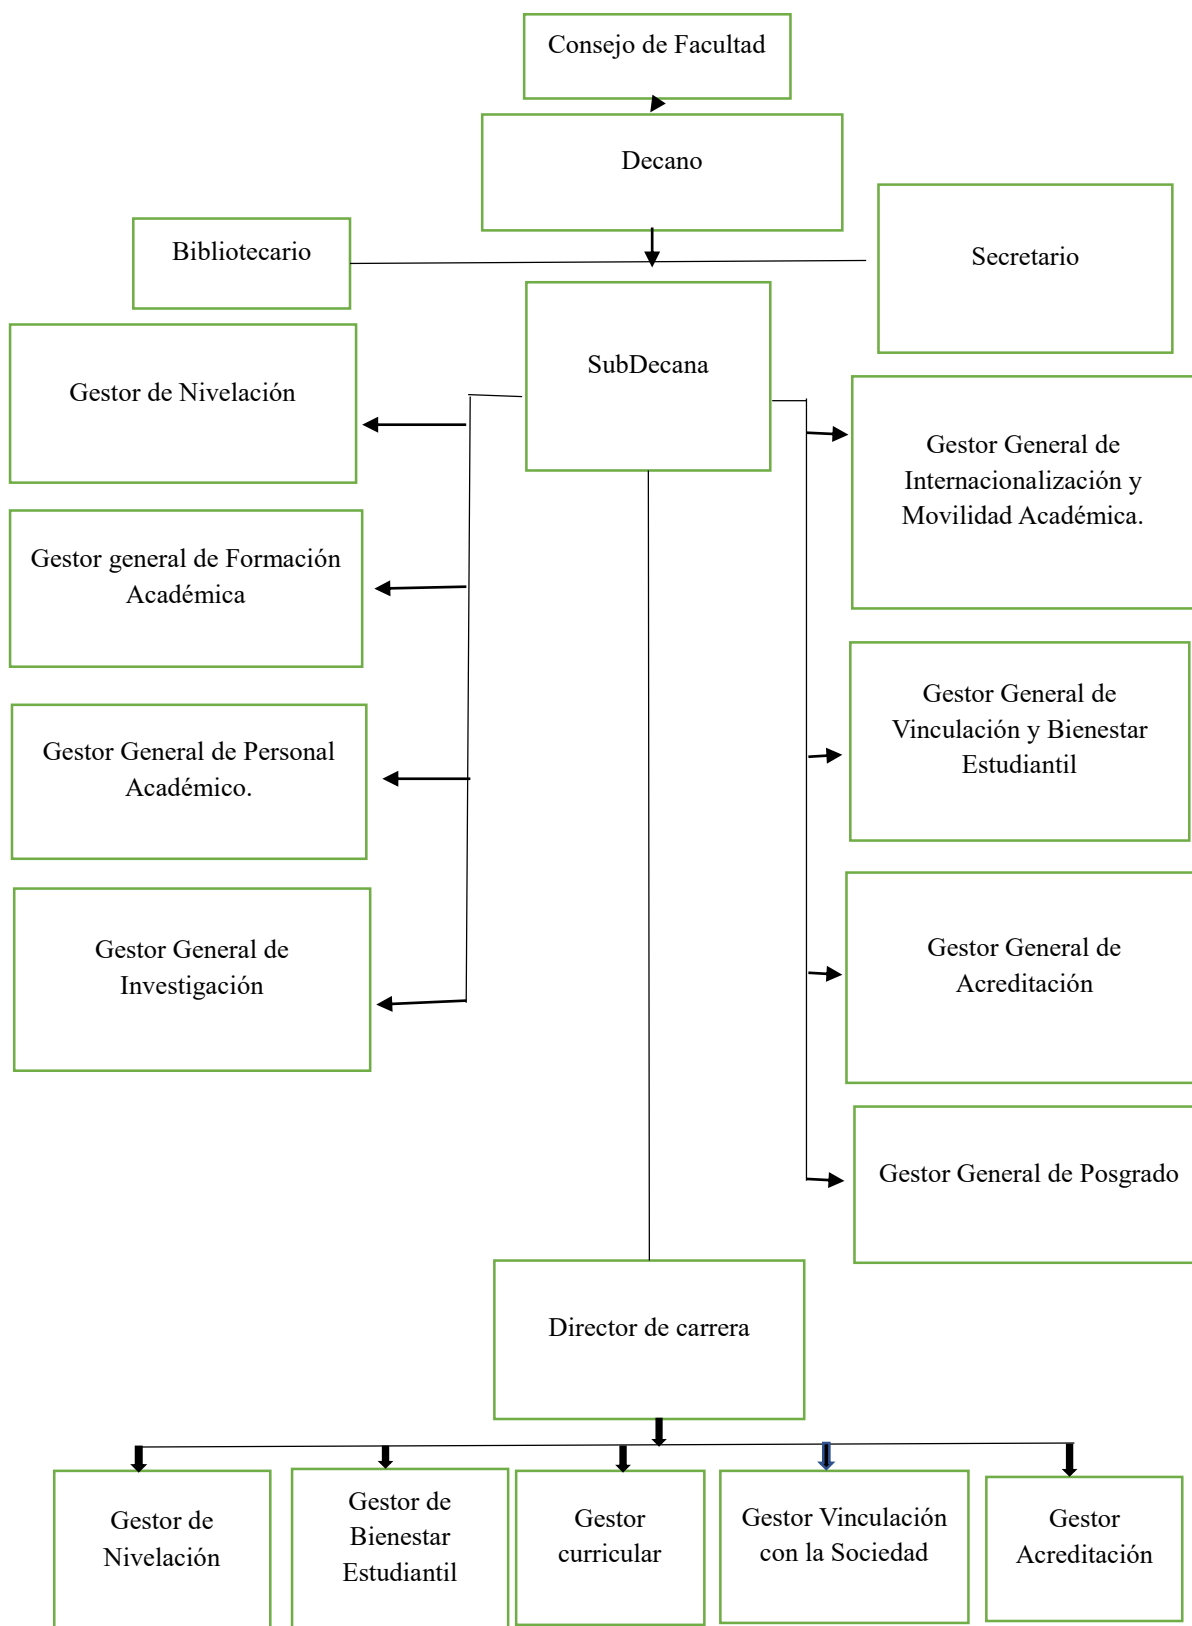 Consejo de Facultad
Decano
Bibliotecario
Secretario
SubDecana
Gestor de Nivelación
Gestor General de
Internacionalización y
Movilidad Académica.
Gestor general de Formación
Académica
Gestor General de
Vinculación y Bienestar
Estudiantil
Gestor General de Personal
Académico.
Gestor General de
Investigación
Gestor General de
Acreditación
Gestor General de Posgrado
Director de carrera
Gestor de
Nivelación
Gestor de
Bienestar
Estudiantil
Gestor
curricular
Gestor Vinculación
con la Sociedad
Gestor
Acreditación